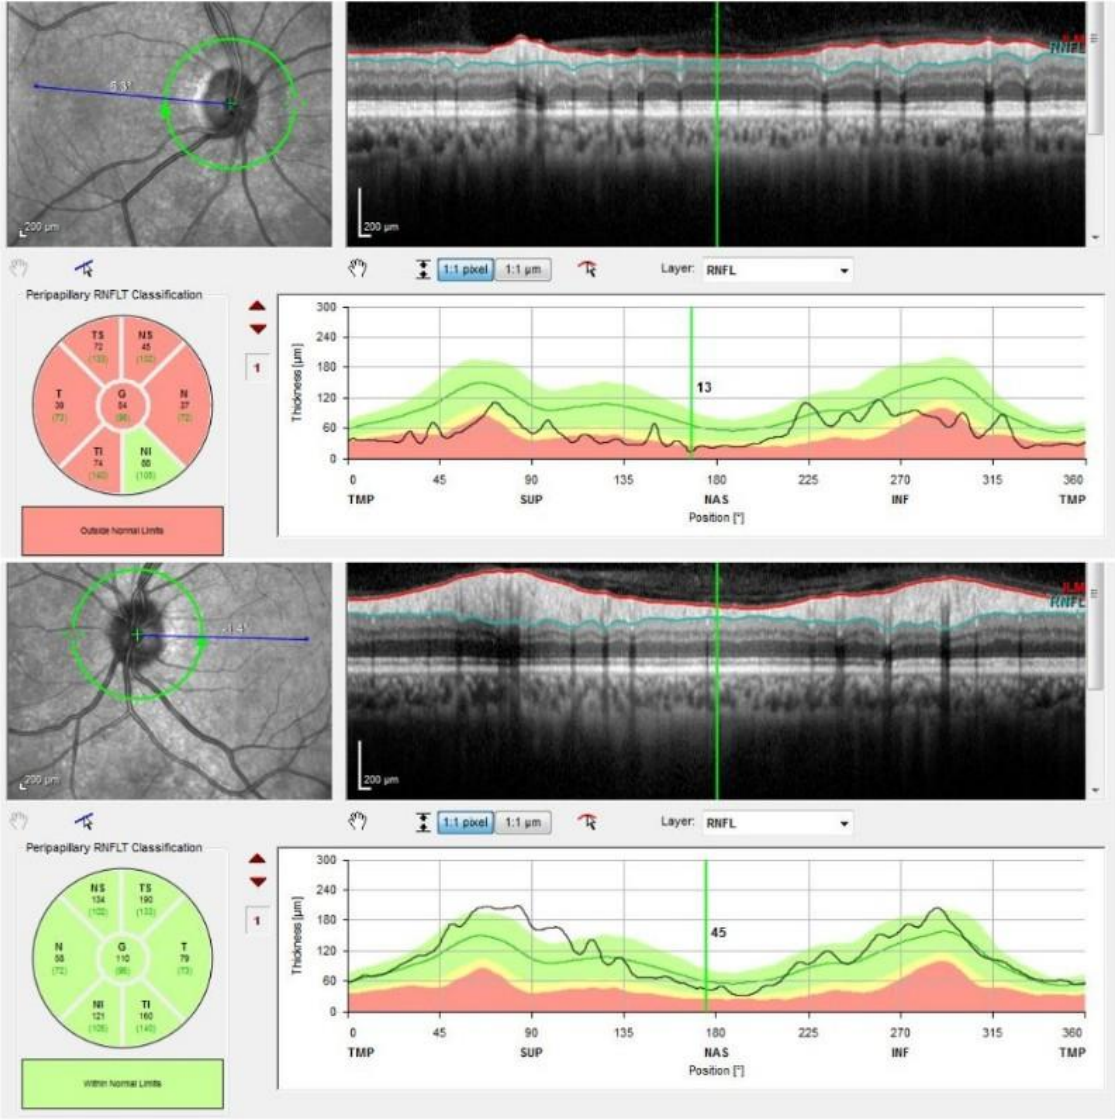 5.3°
200 µm
ILM
RNFL
200 µm
1:1 pixel 1:1 µm Layer: RNFL
Peripapillary RNFLT Classification
TS NS
72 45
(133) (102)
T G N
39 54 37
(73) (96) (72)
TI NI
74 88
(140) (106)
Outside Normal Limits
1
Thickness [µm]
300
240
180
120
60
0
13
0 45 90 135 180 225 270 315 360
TMP SUP NAS INF TMP
Position [°]
200 µm
ILM
RNFL
200 µm
1:1 pixel 1:1 µm Layer: RNFL
Peripapillary RNFLT Classification
NS TS
134 190
(102) (133)
N G T
55 110 79
(72) (96) (73)
NI TI
121 160
(106) (140)
Within Normal Limits
1
Thickness [µm]
300
240
180
120
60
0
45
0 45 90 135 180 225 270 315 360
TMP SUP NAS INF TMP
Position [°]